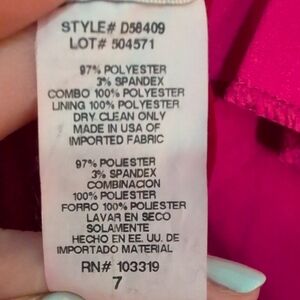 STYLE# D58409
LOT# 504571
97% POLYESTER
3% SPANDEX
COMBO 100% POLYESTER
LINING 100% POLYESTER
DRY CLEAN ONLY
MADE IN USA OF
IMPORTED FABRIC
97% POLIESTER
3% SPANDEX
COMBINACION
100% POLIESTER
FORRO 100% POLIESTER
LAVAR EN SECO
SOLAMENTE
HECHO EN EE. UU. DE
IMPORTADO MATERIAL
RN# 103319
7